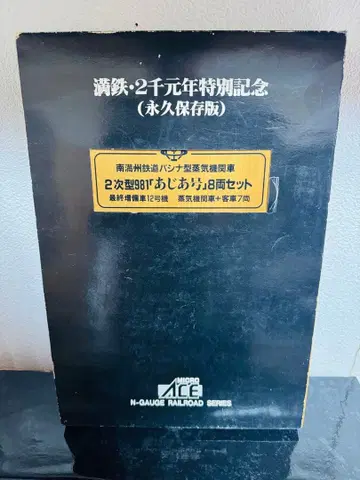 満鉄・2千元年特別記念
(永久保存版)
南満州鉄道パシナ型蒸気機関車
2次型981「あじあ号」8両セット
最終増備車12号機 蒸気機関車+客車7両
MICRO
ACE
N-GAUGE RAILROAD SERIES